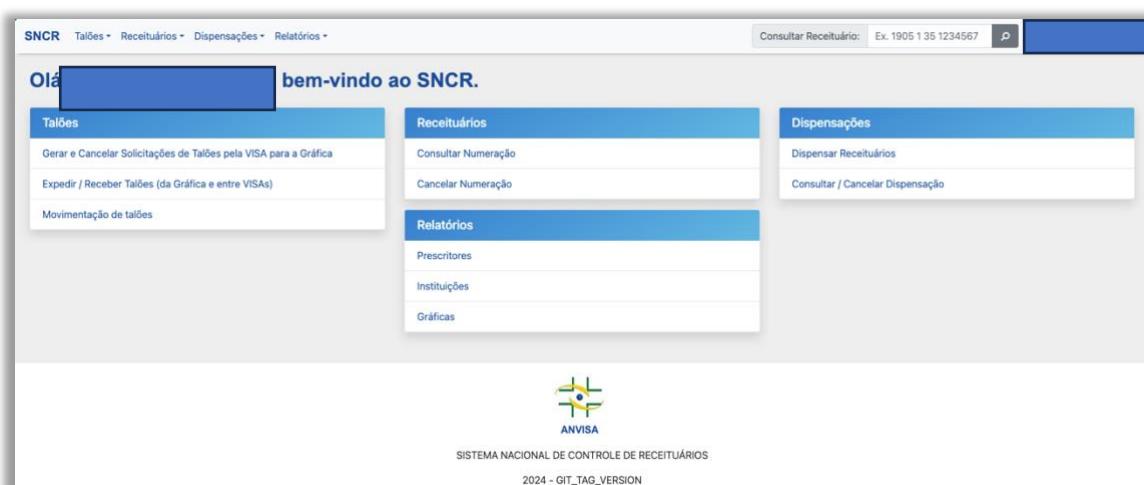 SNCR Talões Receituários Dispensações Relatórios Consultar Receituário: Ex. 1905 1 35 1234567
Olá bem-vindo ao SNCR.
Talões
Gerar e Cancelar Solicitações de Talões pela VISA para a Gráfica
Expedir / Receber Talões (da Gráfica e entre VISAs)
Movimentação de talões
Receituários
Consultar Numeração
Cancelar Numeração
Relatórios
Prescritores
Instituições
Gráficas
Dispensações
Dispensar Receituários
Consultar / Cancelar Dispensação
ANVISA
SISTEMA NACIONAL DE CONTROLE DE RECEITUÁRIOS
2024 - GIT_TAG_VERSION